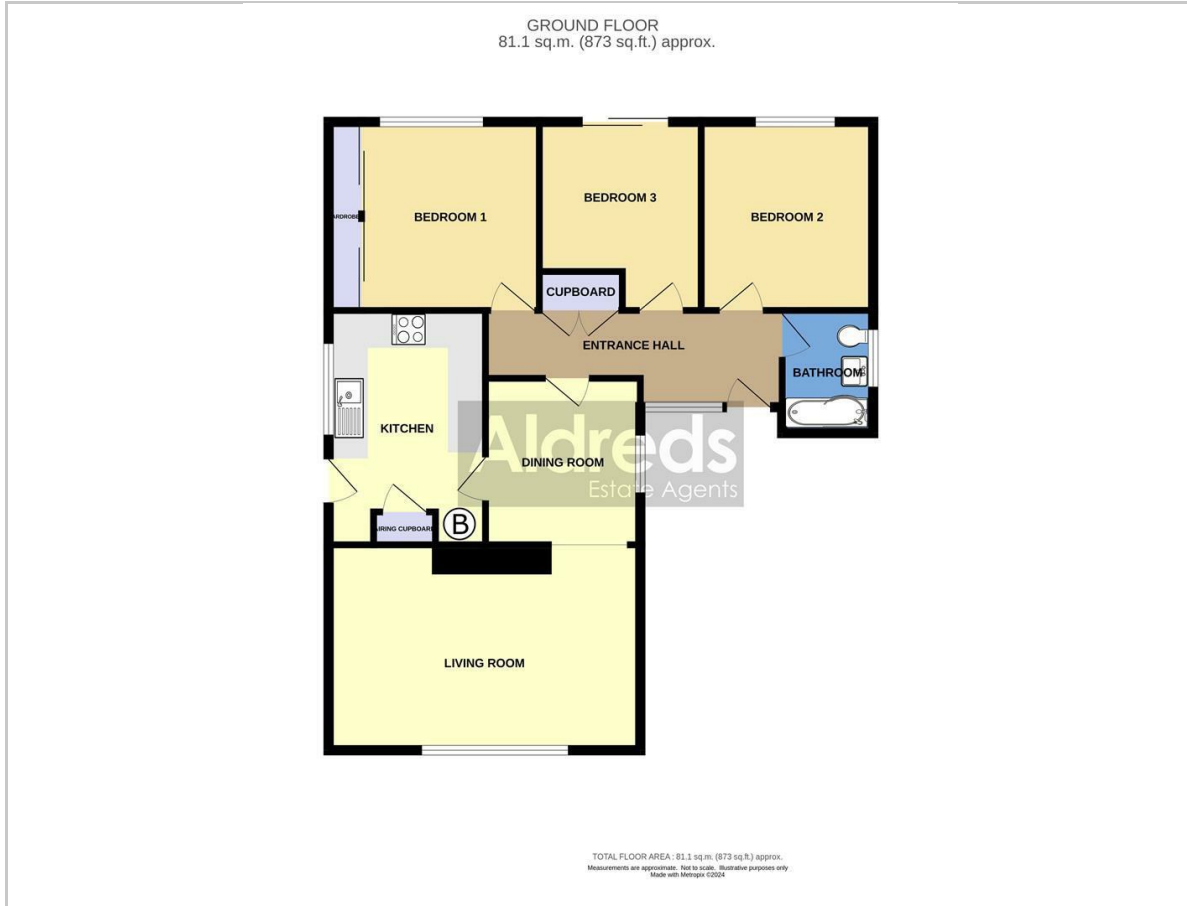 GROUND FLOOR
81.1 sq.m. (873 sq.ft.) approx.
BEDROOM 1
BEDROOM 3
BEDROOM 2
CUPBOARD
ENTRANCE HALL
BATHROOM
KITCHEN
DINING ROOM
Aldreds
Estate Agents
B
LIVING ROOM
TOTAL FLOOR AREA : 81.1 sq.m. (873 sq.ft.) approx.
Measurements are approximate. Not to scale. Illustrative purposes only
Made with Metropix ©2024